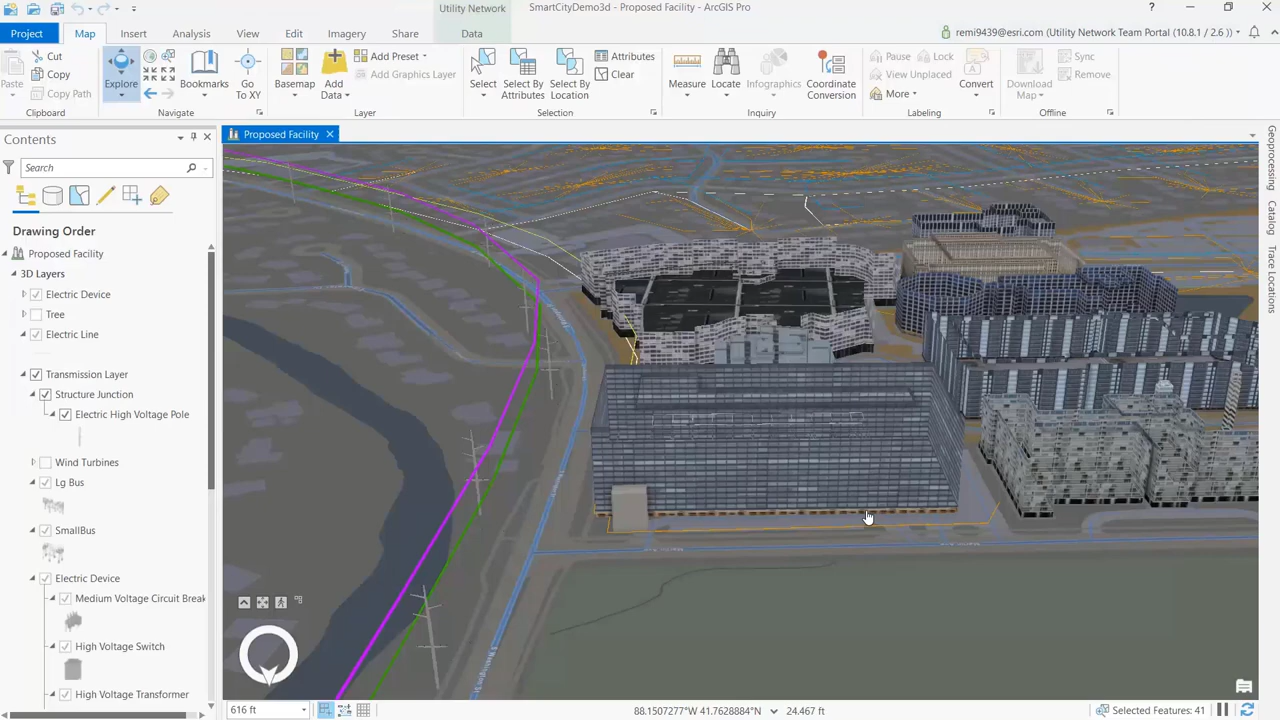 Utility Network
SmartCityDemo3d - Proposed Facility - ArcGIS Pro
?
Project
Map
Insert
Analysis
View
Edit
Imagery
Share
Data
remi9439@esri.com (Utility Network Team Portal (10.8.1 / 2.6 ))
Paste
Cut
Copy
Copy Path
Clipboard
Explore
Bookmarks
Go
To XY
Navigate
Basemap
Add
Data
Add Preset
Add Graphics Layer
Layer
Select
Select By
Attributes
Select By
Location
Attributes
Clear
Selection
Measure
Locate
Infographics
Coordinate
Conversion
Inquiry
Pause
Lock
View Unplaced
More
Convert
Labeling
Download
Map
Sync
Remove
Offline
Contents
Search
Drawing Order
Proposed Facility
3D Layers
Electric Device
Tree
Electric Line
Transmission Layer
Structure Junction
Electric High Voltage Pole
Wind Turbines
Lg Bus
SmallBus
Electric Device
Medium Voltage Circuit Break
High Voltage Switch
High Voltage Transformer
Proposed Facility
Geoprocessing
Catalog
Trace Locations
616 ft
88.1507277°W 41.7628884°N
24.467 ft
Selected Features: 41